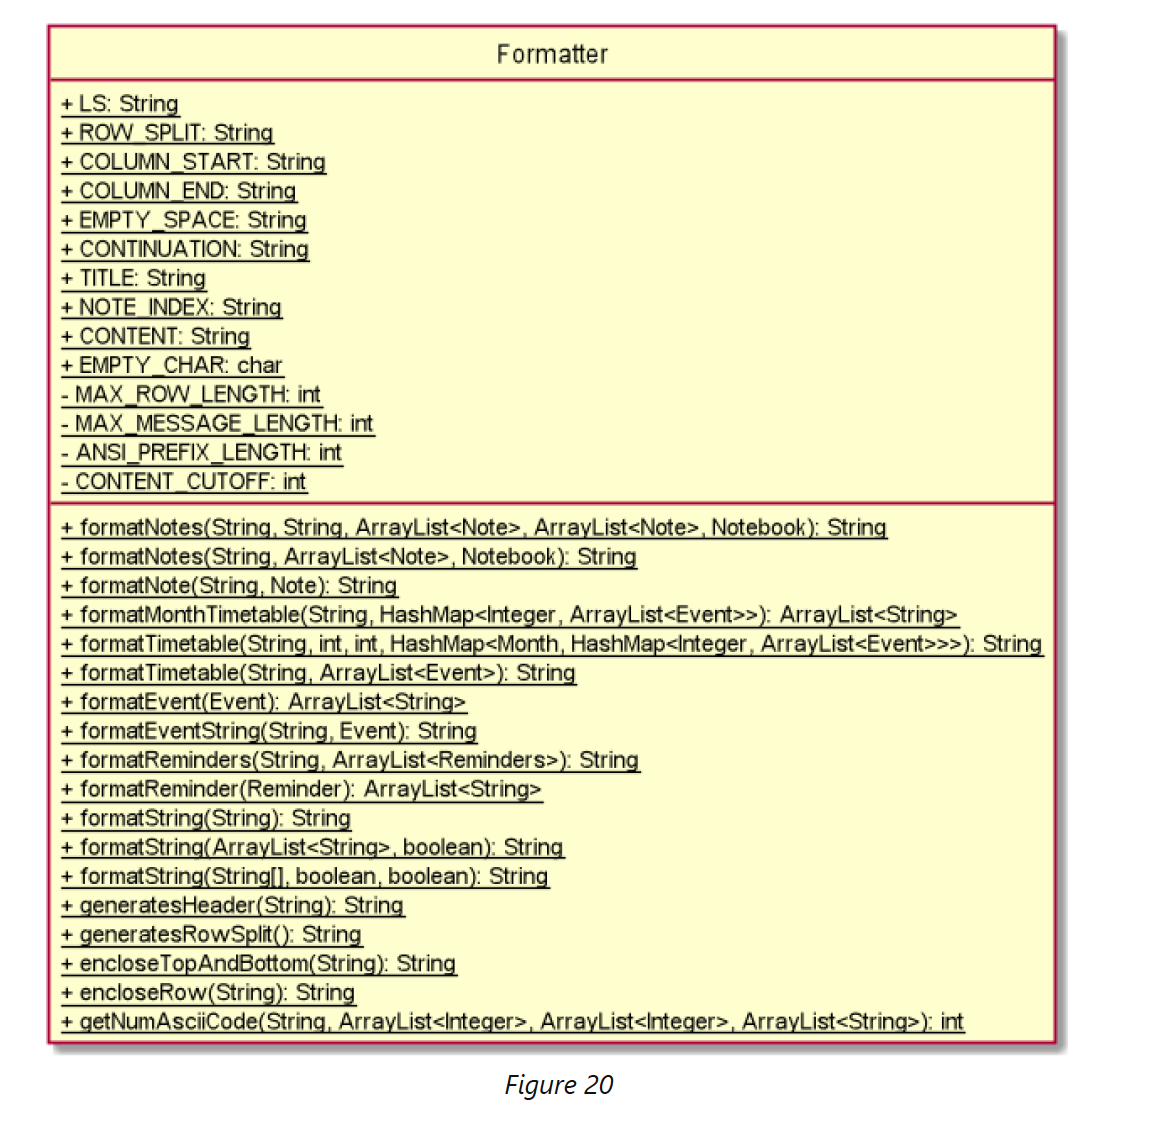 Formatter
+ LS: String
+ ROW_SPLIT: String
+ COLUMN_START: String
+ COLUMN_END: String
+ EMPTY_SPACE: String
+ CONTINUATION: String
+ TITLE: String
+ NOTE_INDEX: String
+ CONTENT: String
+ EMPTY_CHAR: char
- MAX_ROW_LENGTH: int
- MAX_MESSAGE_LENGTH: int
- ANSI_PREFIX_LENGTH: int
- CONTENT_CUTOFF: int
+ formatNotes(String, String, ArrayList<Note>, ArrayList<Note>, Notebook): String
+ formatNotes(String, ArrayList<Note>, Notebook): String
+ formatNote(String, Note): String
+ formatMonthTimetable(String, HashMap<Integer, ArrayList<Event>>): ArrayList<String>
+ formatTimetable(String, int, int, HashMap<Month, HashMap<Integer, ArrayList<Event>>>): String
+ formatTimetable(String, ArrayList<Event>): String
+ formatEvent(Event): ArrayList<String>
+ formatEventString(String, Event): String
+ formatReminders(String, ArrayList<Reminders>): String
+ formatReminder(Reminder): ArrayList<String>
+ formatString(String): String
+ formatString(ArrayList<String>, boolean): String
+ formatString(String[], boolean, boolean): String
+ generatesHeader(String): String
+ generatesRowSplit(): String
+ encloseTopAndBottom(String): String
+ encloseRow(String): String
+ getNumAsciiCode(String, ArrayList<Integer>, ArrayList<Integer>, ArrayList<String>): int
Figure 20